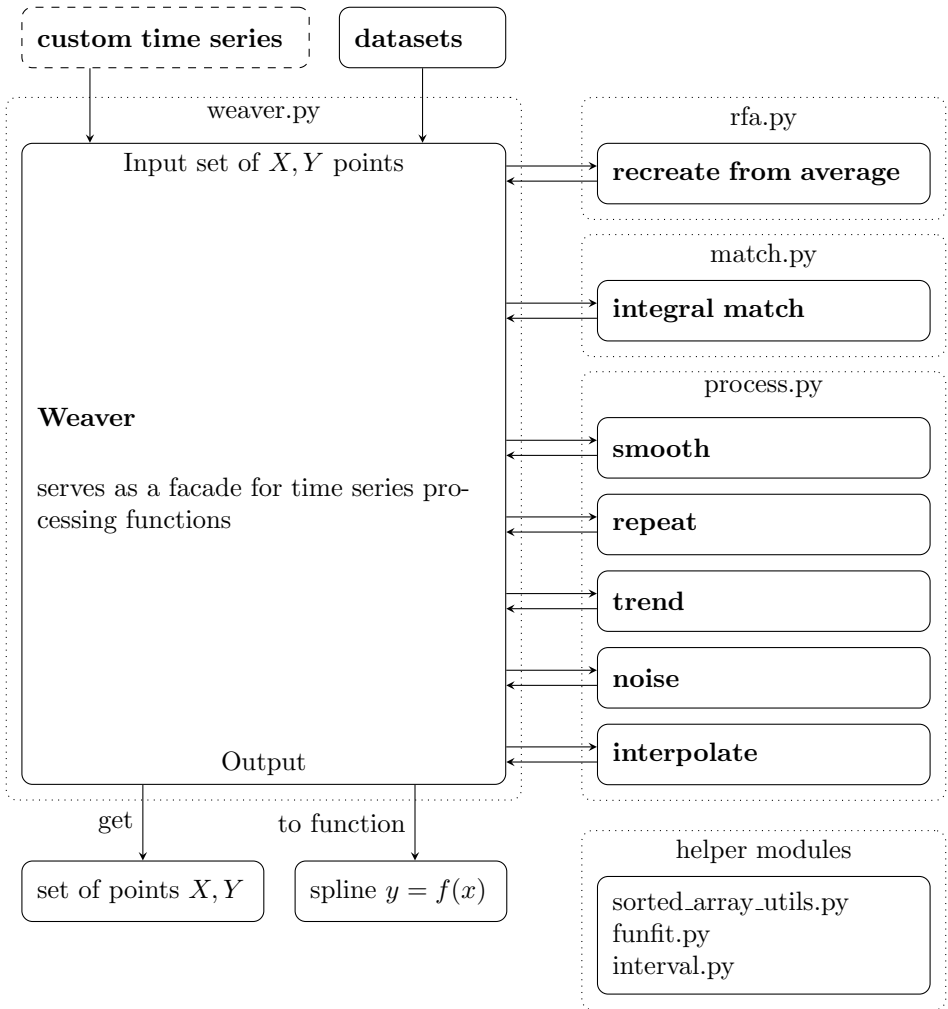 custom time series
datasets
weaver.py
Input set of X, Y points
Weaver
serves as a facade for time series pro-
cessing functions
Output
get
to function
set of points X, Y
spline y = f(x)
rfa.py
recreate from average
match.py
integral match
process.py
smooth
repeat
trend
noise
interpolate
helper modules
sorted_array_utils.py
funfit.py
interval.py